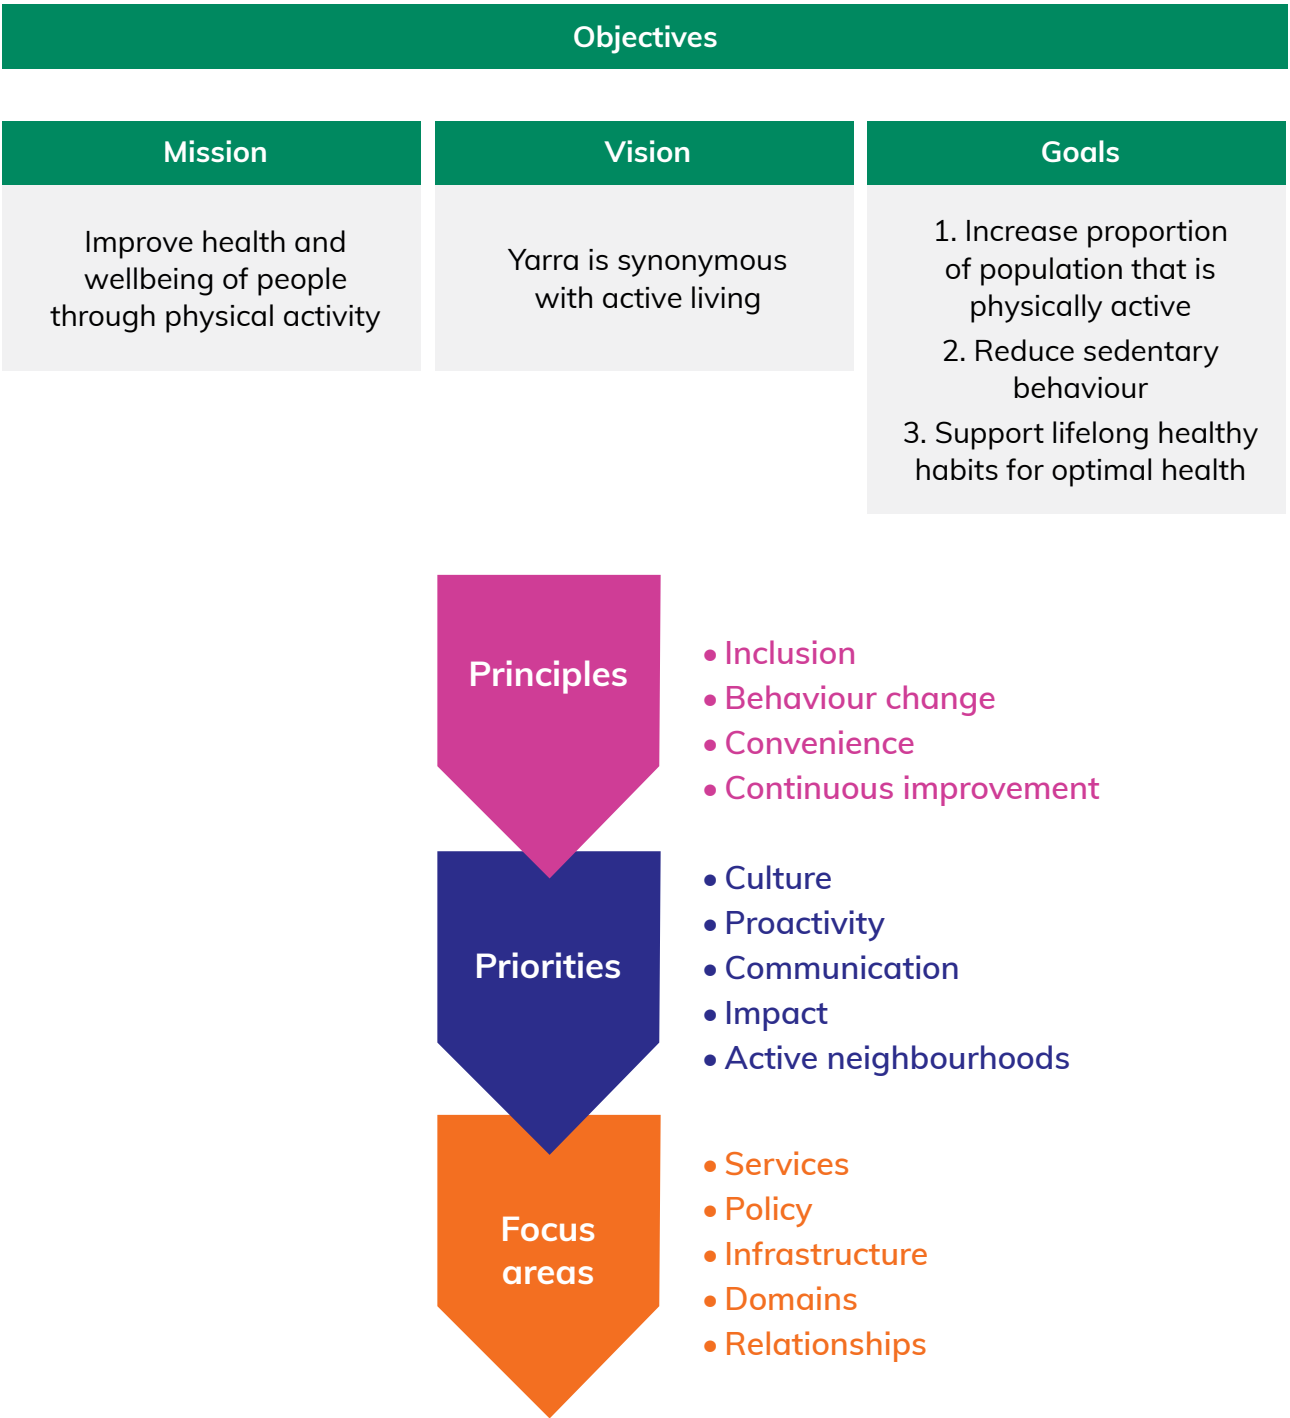 Objectives
Mission
Improve health and
wellbeing of people
through physical activity
Vision
Yarra is synonymous
with active living
Goals
1. Increase proportion
of population that is
physically active
2. Reduce sedentary
behaviour
3. Support lifelong healthy
habits for optimal health
Principles
• Inclusion
• Behaviour change
• Convenience
• Continuous improvement
Priorities
• Culture
• Proactivity
• Communication
• Impact
• Active neighbourhoods
Focus
areas
• Services
• Policy
• Infrastructure
• Domains
• Relationships